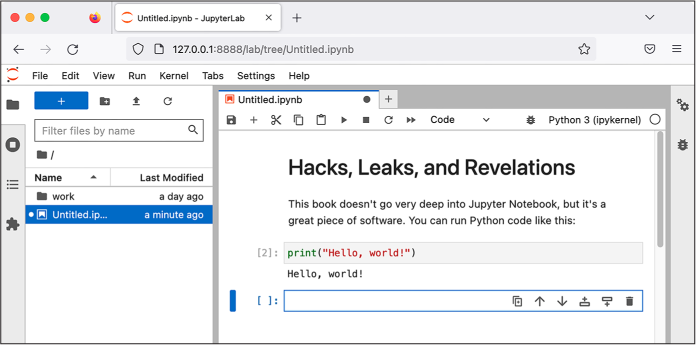 Untitled.ipynb - JupyterLab
127.0.0.1:8888/lab/tree/Untitled.ipynb
File Edit View Run Kernel Tabs Settings Help
Filter files by name
/
Name Last Modified
work a day ago
Untitled.ip... a minute ago
Untitled.ipynb
Code Python 3 (ipykernel)
Hacks, Leaks, and Revelations
This book doesn't go very deep into Jupyter Notebook, but it's a
great piece of software. You can run Python code like this:
[2]: print("Hello, world!")
Hello, world!
[ ]: